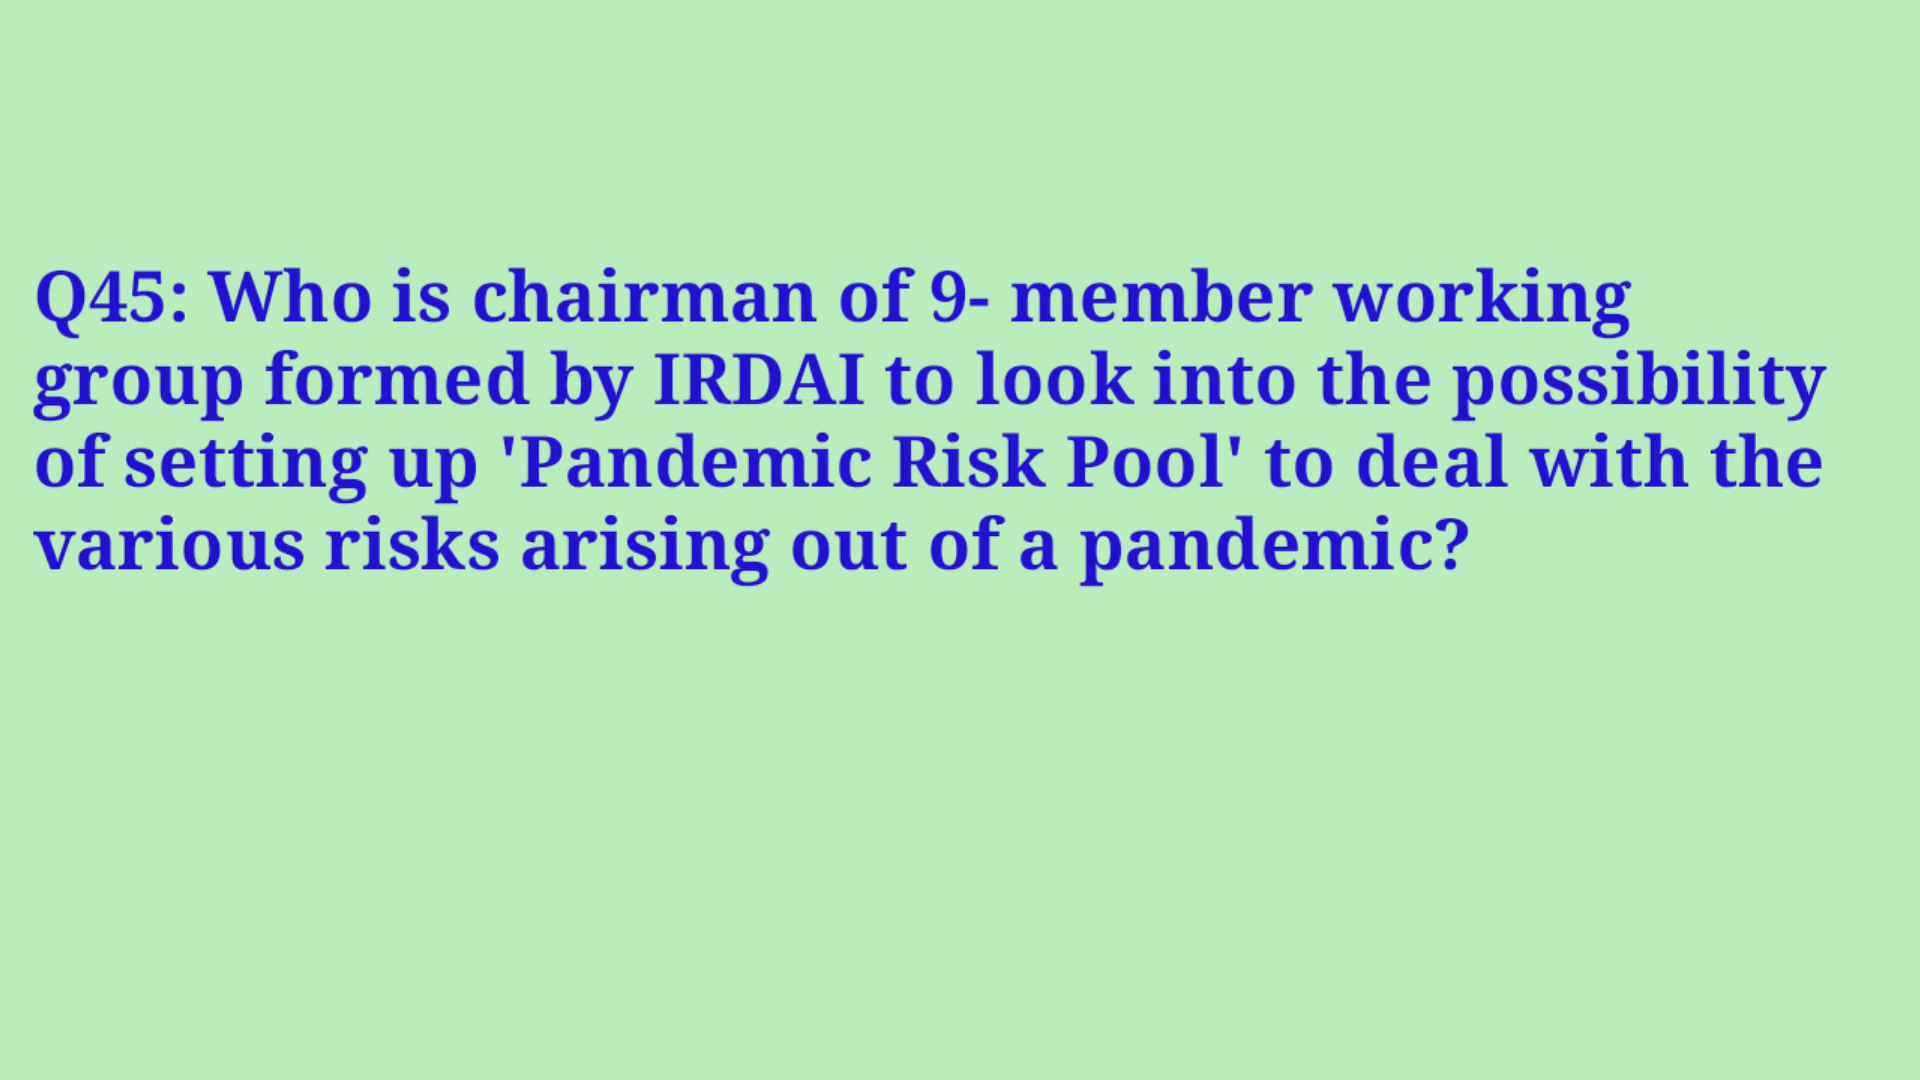 Q45: Who is chairman of 9- member working
group formed by IRDAI to look into the possibility
of setting up 'Pandemic Risk Pool' to deal with the
various risks arising out of a pandemic?